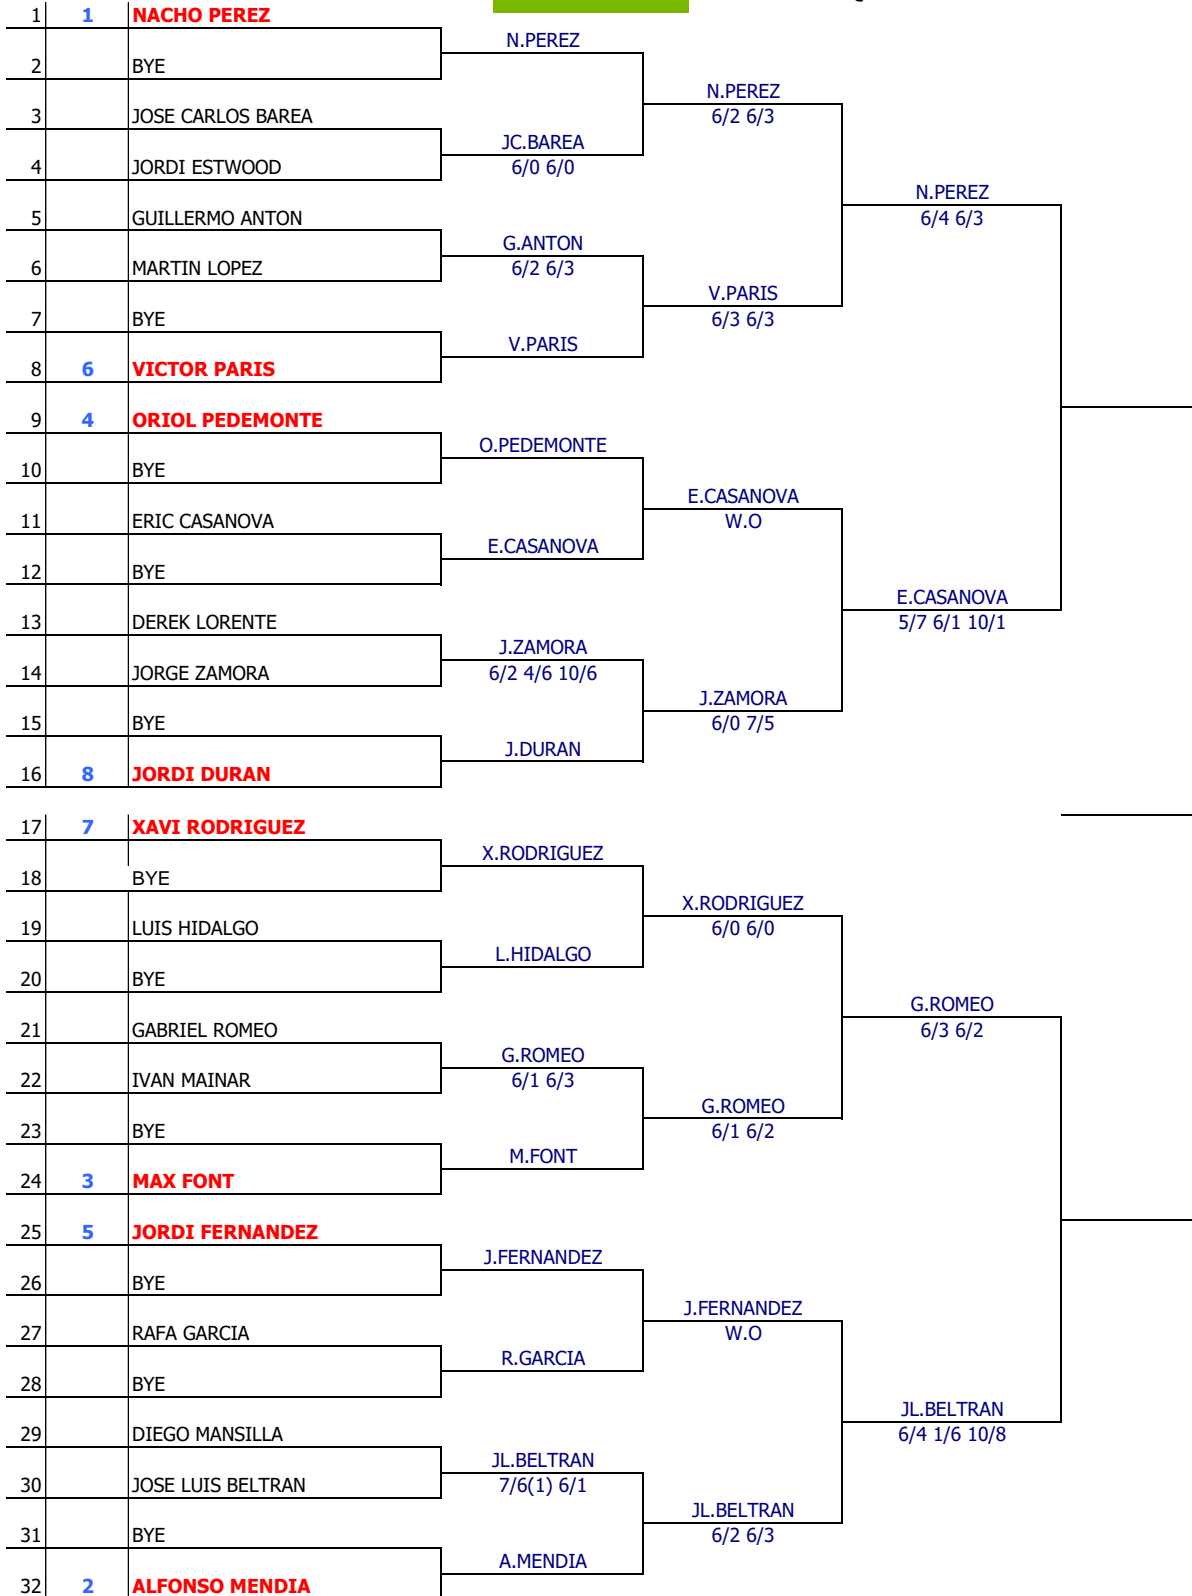 1 1 NACHO PEREZ
N.PEREZ
2 BYE
N.PEREZ
3 JOSE CARLOS BAREA
6/2 6/3
JC.BAREA
4 JORDI ESTWOOD
6/0 6/0
N.PEREZ
5 GUILLERMO ANTON
6/4 6/3
G.ANTON
6 MARTIN LOPEZ
6/2 6/3
V.PARIS
7 BYE
6/3 6/3
V.PARIS
8 6 VICTOR PARIS
9 4 ORIOL PEDEMONTE
O.PEDEMONTE
10 BYE
E.CASANOVA
11 ERIC CASANOVA
W.O
E.CASANOVA
12 BYE
E.CASANOVA
13 DEREK LORENTE
5/7 6/1 10/1
J.ZAMORA
14 JORGE ZAMORA
6/2 4/6 10/6
J.ZAMORA
15 BYE
6/0 7/5
J.DURAN
16 8 JORDI DURAN
17 7 XAVI RODRIGUEZ
X.RODRIGUEZ
18 BYE
X.RODRIGUEZ
19 LUIS HIDALGO
6/0 6/0
L.HIDALGO
20 BYE
G.ROMEO
21 GABRIEL ROMEO
6/3 6/2
G.ROMEO
22 IVAN MAINAR
6/1 6/3
G.ROMEO
23 BYE
6/1 6/2
M.FONT
24 3 MAX FONT
25 5 JORDI FERNANDEZ
J.FERNANDEZ
26 BYE
J.FERNANDEZ
27 RAFA GARCIA
W.O
R.GARCIA
28 BYE
JL.BELTRAN
29 DIEGO MANSILLA
6/4 1/6 10/8
JL.BELTRAN
30 JOSE LUIS BELTRAN
7/6(1) 6/1
JL.BELTRAN
31 BYE
6/2 6/3
A.MENDIA
32 2 ALFONSO MENDIA